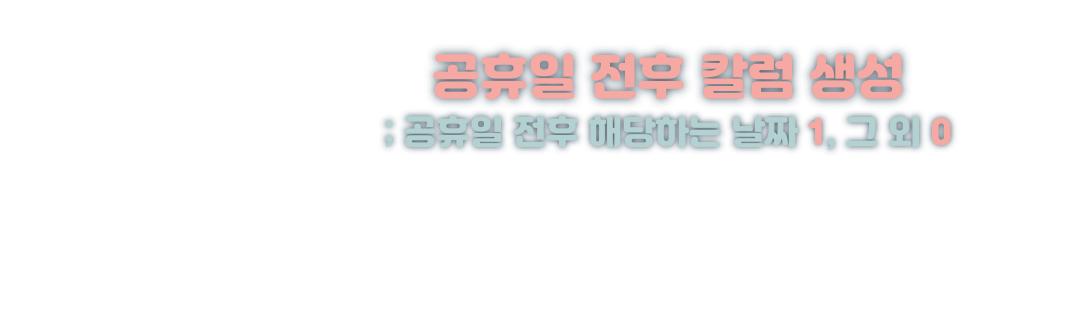 공휴일 전후 칼럼 생성
; 공휴일 전후 해당하는 날짜 1, 그 외 0